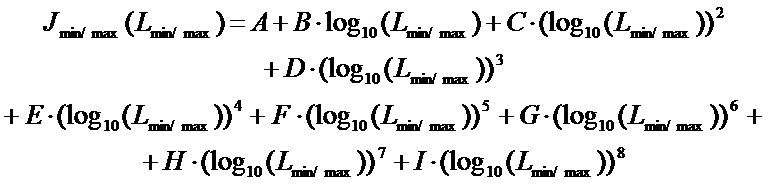 J_min/ max (L_min/ max) = A + B · log₁₀(L_min/ max) + C · (log₁₀(L_min/ max))²
+ D · (log₁₀(L_min/ max))³
+ E · (log₁₀(L_min/ max))⁴ + F · (log₁₀(L_min/ max))⁵ + G · (log₁₀(L_min/ max))⁶ +
+ H · (log₁₀(L_min/ max))⁷ + I · (log₁₀(L_min/ max))⁸